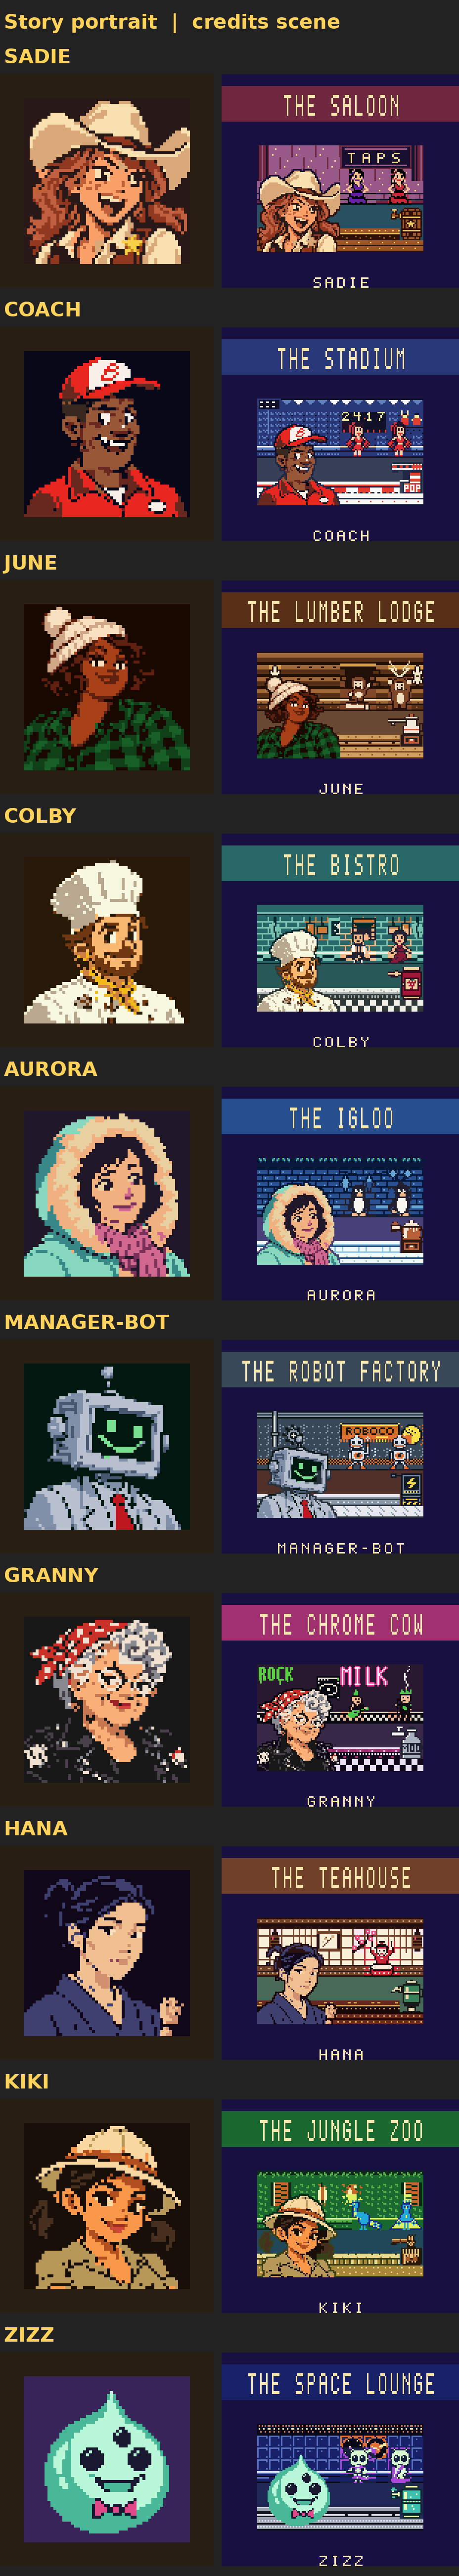 Story portrait | credits scene
SADIE
THE SALOON
TAPS
SADIE
COACH
THE STADIUM
2417
POP
COACH
JUNE
THE LUMBER LODGE
JUNE
COLBY
THE BISTRO
COLBY
AURORA
THE IGLOO
AURORA
MANAGER-BOT
THE ROBOT FACTORY
ROBOCO
MANAGER-BOT
GRANNY
THE CHROME COW
ROCK
MILK
GRANNY
HANA
THE TEAHOUSE
HANA
KIKI
THE JUNGLE ZOO
KIKI
ZIZZ
THE SPACE LOUNGE
ZIZZ